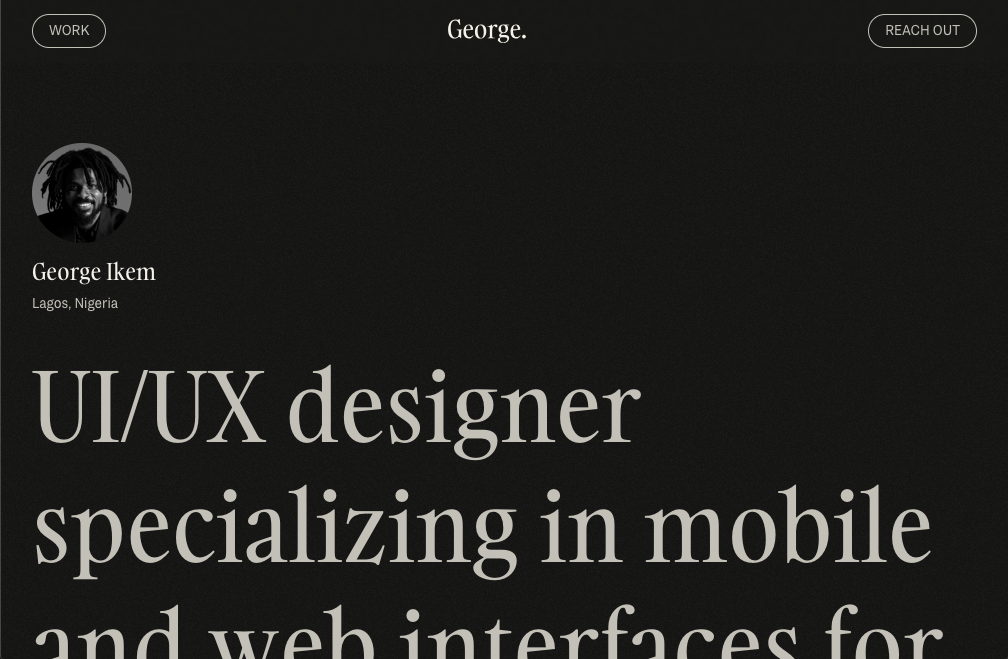 WORK
George.
REACH OUT
George Ikem
Lagos, Nigeria
UI/UX designer
specializing in mobile
and web interfaces for